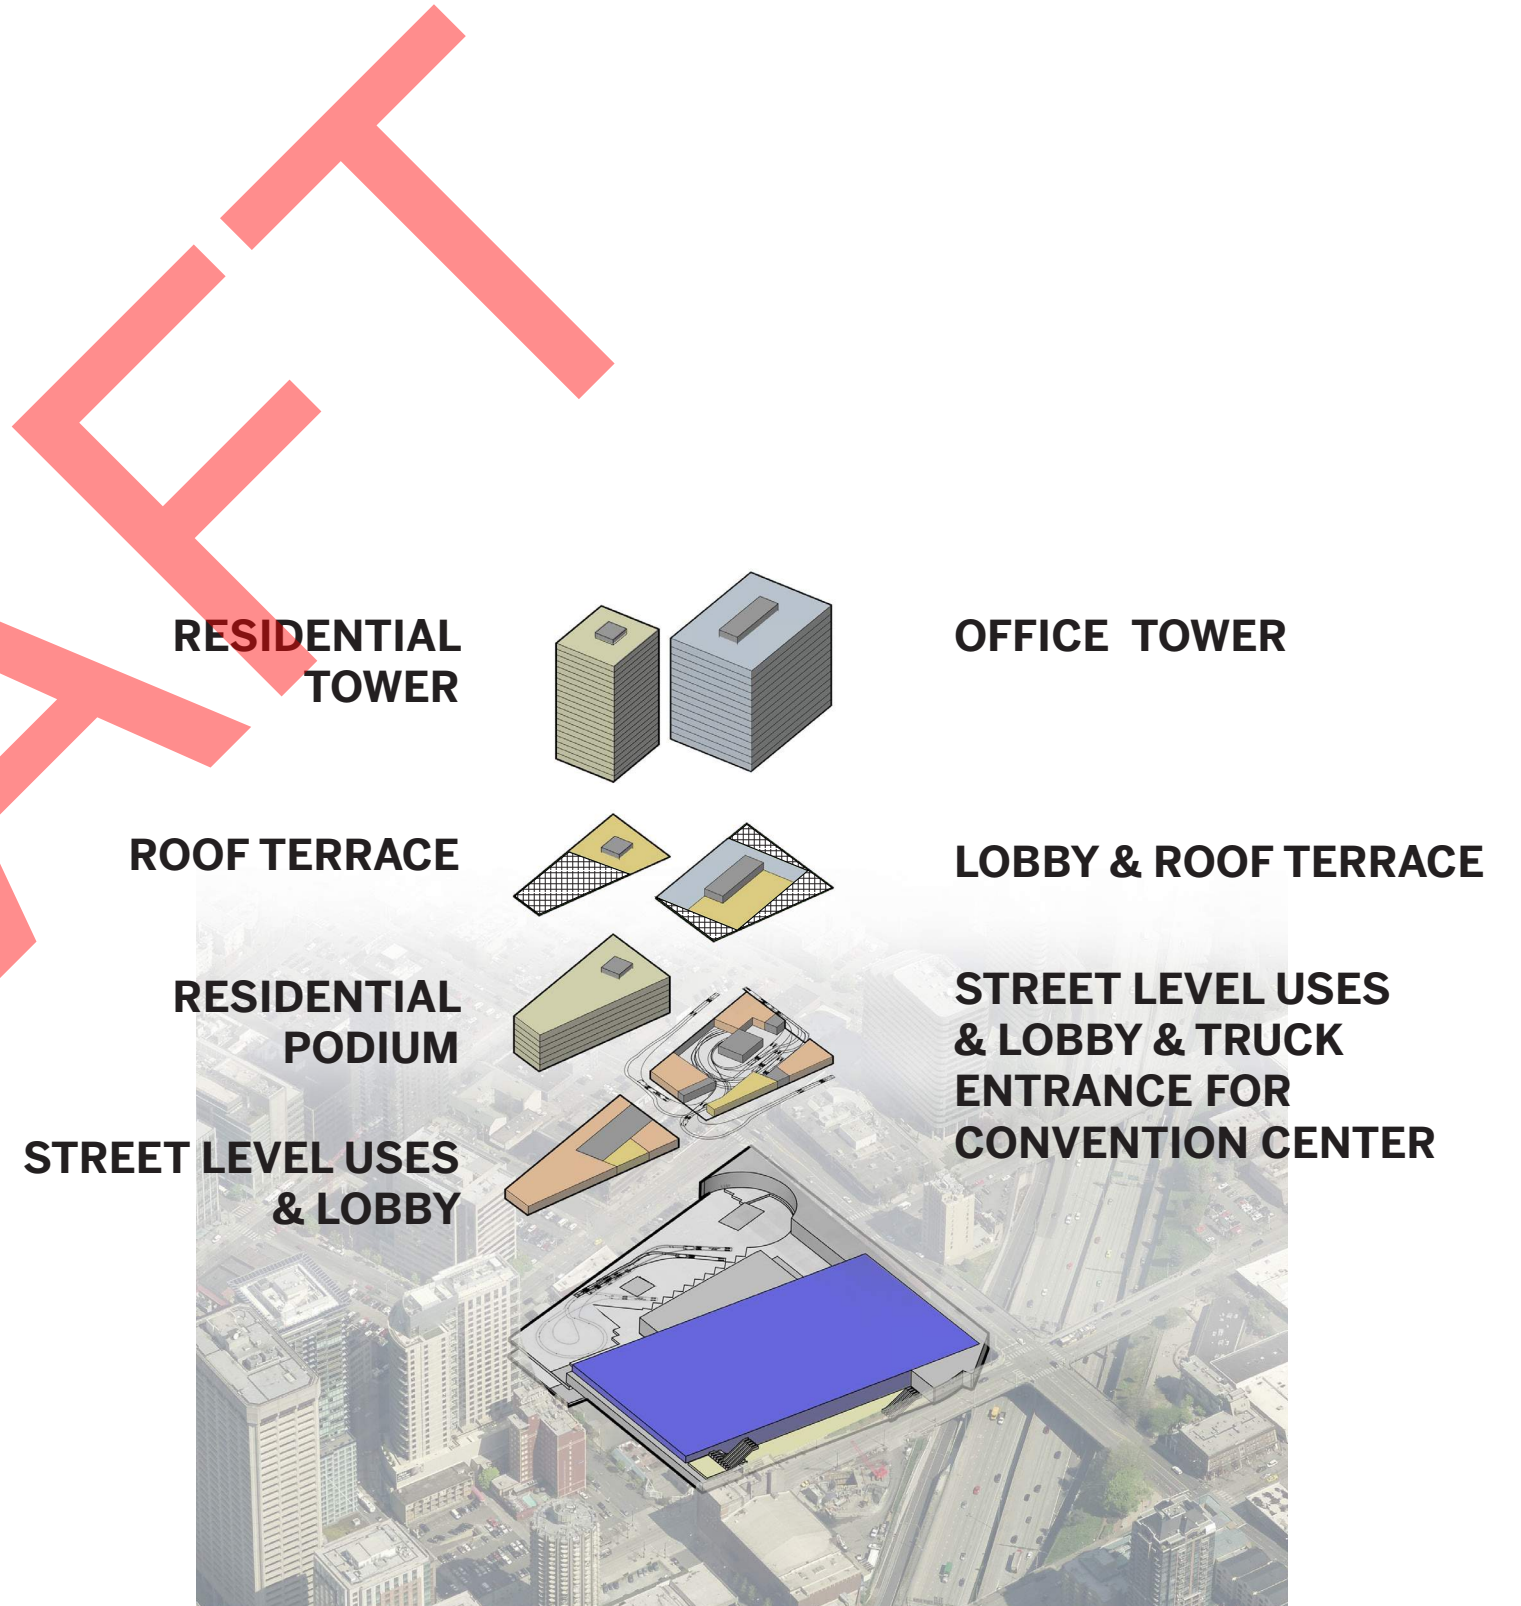 AFT
RESIDENTIAL
TOWER
OFFICE TOWER
ROOF TERRACE
LOBBY & ROOF TERRACE
RESIDENTIAL
PODIUM
STREET LEVEL USES
& LOBBY & TRUCK
ENTRANCE FOR
CONVENTION CENTER
STREET LEVEL USES
& LOBBY